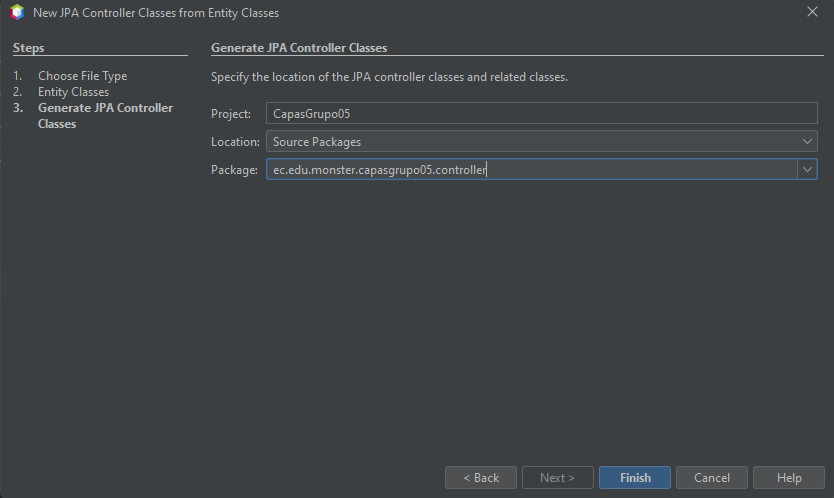 New JPA Controller Classes from Entity Classes
Steps
1. Choose File Type
2. Entity Classes
3. Generate JPA Controller
Classes
Generate JPA Controller Classes
Specify the location of the JPA controller classes and related classes.
Project: CapasGrupo05
Location: Source Packages
Package: ec.edu.monster.capasgrupo05.controller
< Back Next > Finish Cancel Help